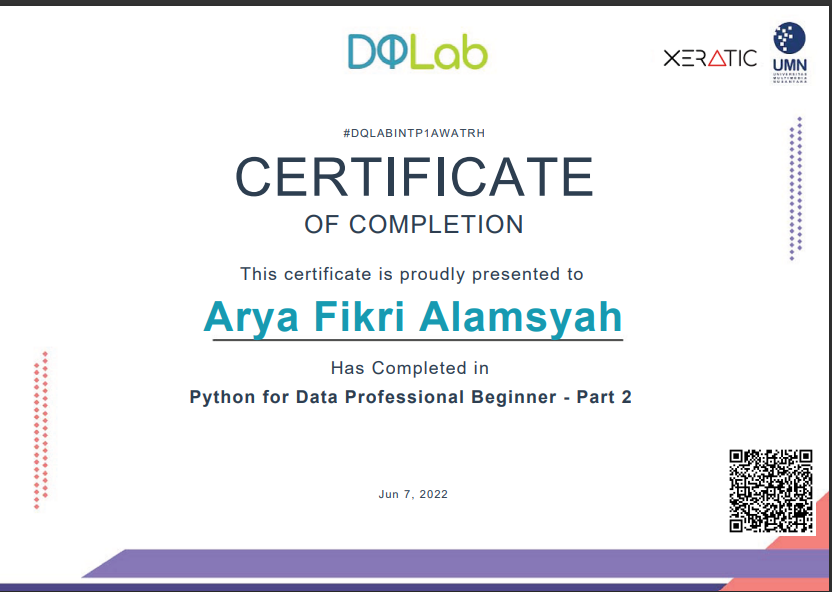 DQLab
XERATIC
UMN
UNIVERSITAS
MULTIMEDIA
NUSANTARA
#DQLABINTP1AWATRH
CERTIFICATE
OF COMPLETION
This certificate is proudly presented to
Arya Fikri Alamsyah
Has Completed in
Python for Data Professional Beginner - Part 2
Jun 7, 2022